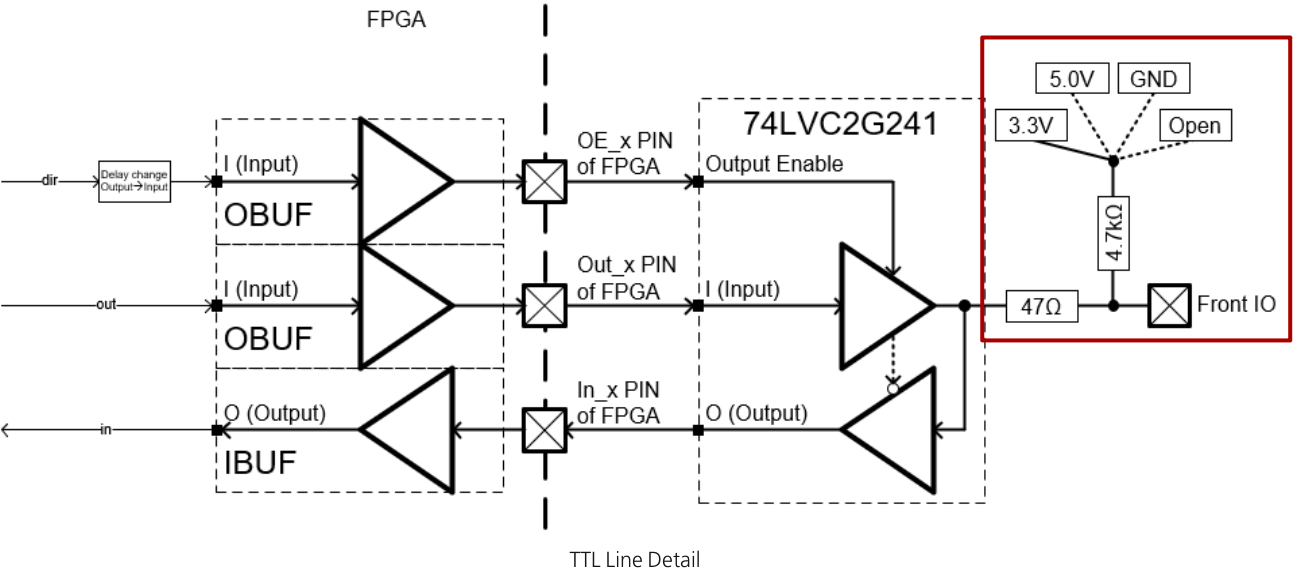 FPGA
5.0V
GND
3.3V
Open
74LVC2G241
OE_x PIN
of FPGA
I (Input)
Output Enable
dir
Delay change
Output→Input
OBUF
4.7kΩ
Out_x PIN
of FPGA
I (Input)
I (Input)
out
47Ω
Front IO
OBUF
In_x PIN
of FPGA
O (Output)
O (Output)
in
IBUF
TTL Line Detail